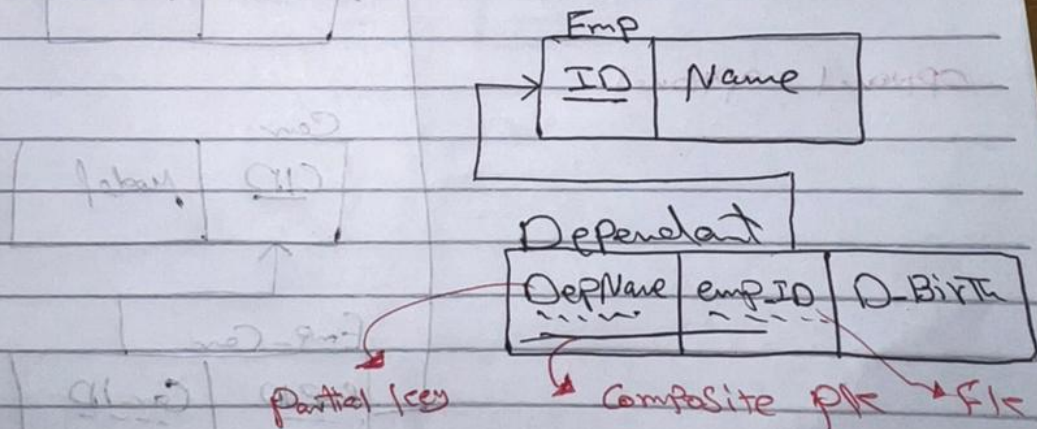 Emp
ID Name
Dependant
DepName emp_ID D-Birth
Partial key Composite PK FK